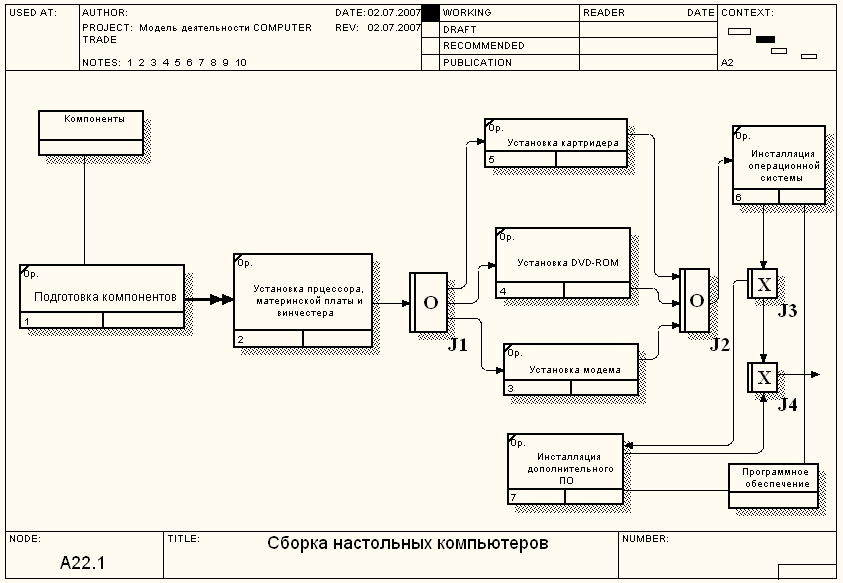 USED AT:
AUTHOR:
DATE: 02.07.2007
PROJECT: Модель деятельности COMPUTER
TRADE
REV: 02.07.2007
NOTES: 1 2 3 4 5 6 7 8 9 10
WORKING
DRAFT
RECOMMENDED
PUBLICATION
READER
DATE
CONTEXT:
A2
Компоненты
0р.
Подготовка компонентов
1
0р.
Установка прцессора,
материнской платы и
винчестера
2
O
J1
0р.
Установка картридера
5
0р.
Установка DVD-ROM
4
0р.
Установка модема
3
O
J2
0р.
Инсталляция
операционной
системы
6
X
J3
X
J4
0р.
Инсталляция
дополнительного
ПО
7
Программное
обеспечение
NODE:
A22.1
TITLE:
Сборка настольных компьютеров
NUMBER: